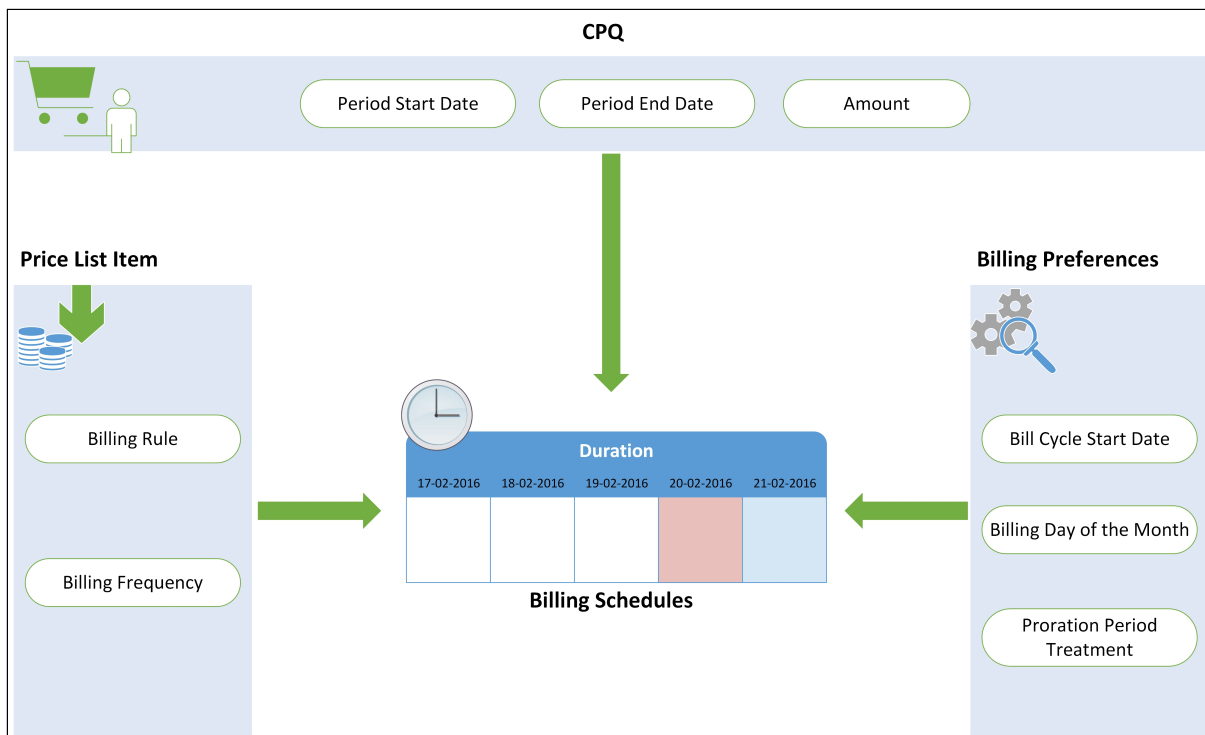 CPQ
Period Start Date
Period End Date
Amount
Price List Item
Billing Rule
Billing Frequency
Duration
17-02-2016
18-02-2016
19-02-2016
20-02-2016
21-02-2016
Billing Schedules
Billing Preferences
Bill Cycle Start Date
Billing Day of the Month
Proration Period
Treatment